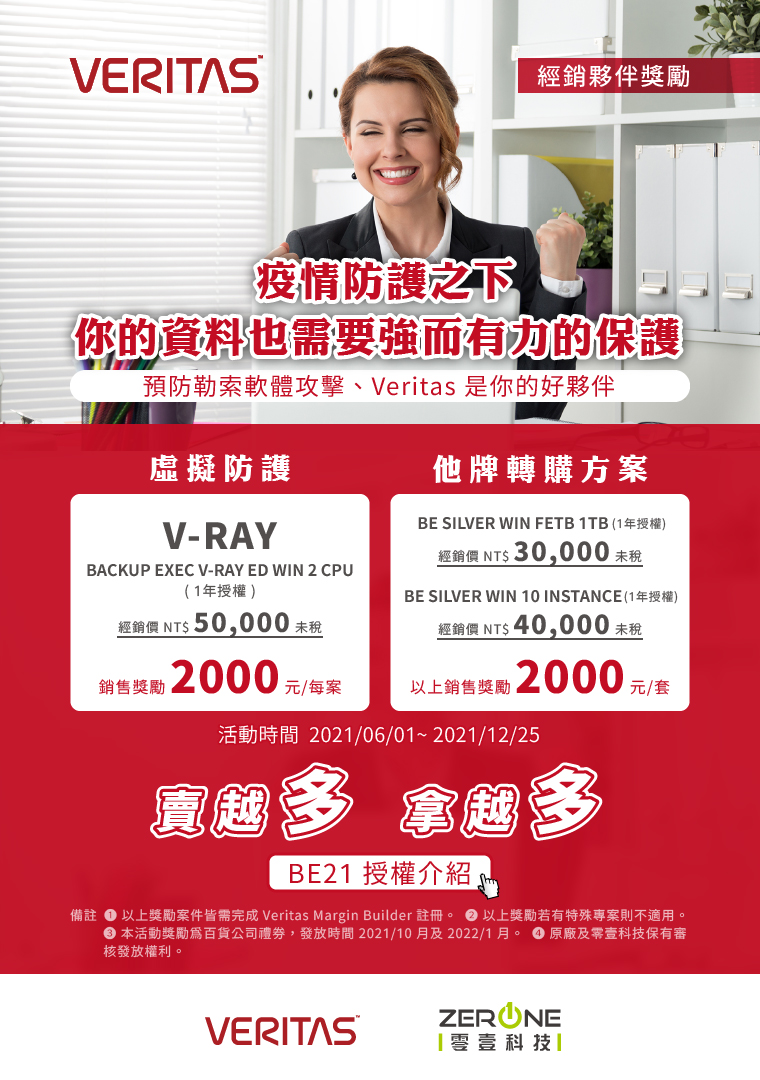 VERITAS™
經銷夥伴獎勵
疫情防護之下
你的資料也需要強而有力的保護
預防勒索軟體攻擊、Veritas 是你的好夥伴
虛擬防護
V-RAY
BACKUP EXEC V-RAY ED WIN 2 CPU
( 1年授權 )
經銷價 NT$ 50,000 未稅
銷售獎勵 2000 元/每案
他牌轉購方案
BE SILVER WIN FETB 1TB (1年授權)
經銷價 NT$ 30,000 未稅
BE SILVER WIN 10 INSTANCE (1年授權)
經銷價 NT$ 40,000 未稅
以上銷售獎勵 2000 元/套
活動時間 2021/06/01~ 2021/12/25
賣越多 拿越多
BE21 授權介紹
備註 ❶ 以上獎勵案件皆需完成 Veritas Margin Builder 註冊。 ❷ 以上獎勵若有特殊專案則不適用。
❸ 本活動獎勵為百貨公司禮券，發放時間 2021/10 月及 2022/1 月。 ❹ 原廠及零壹科技保有審
核發放權利。
VERITAS™
ZERONE
零壹科技